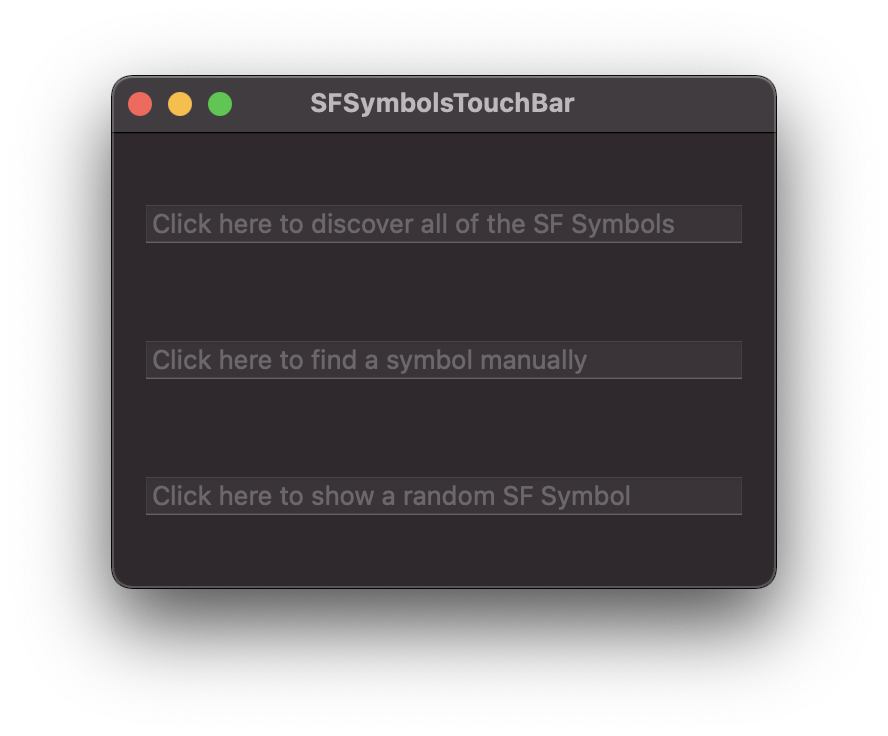 SFSymbolsTouchBar
Click here to discover all of the SF Symbols
Click here to find a symbol manually
Click here to show a random SF Symbol